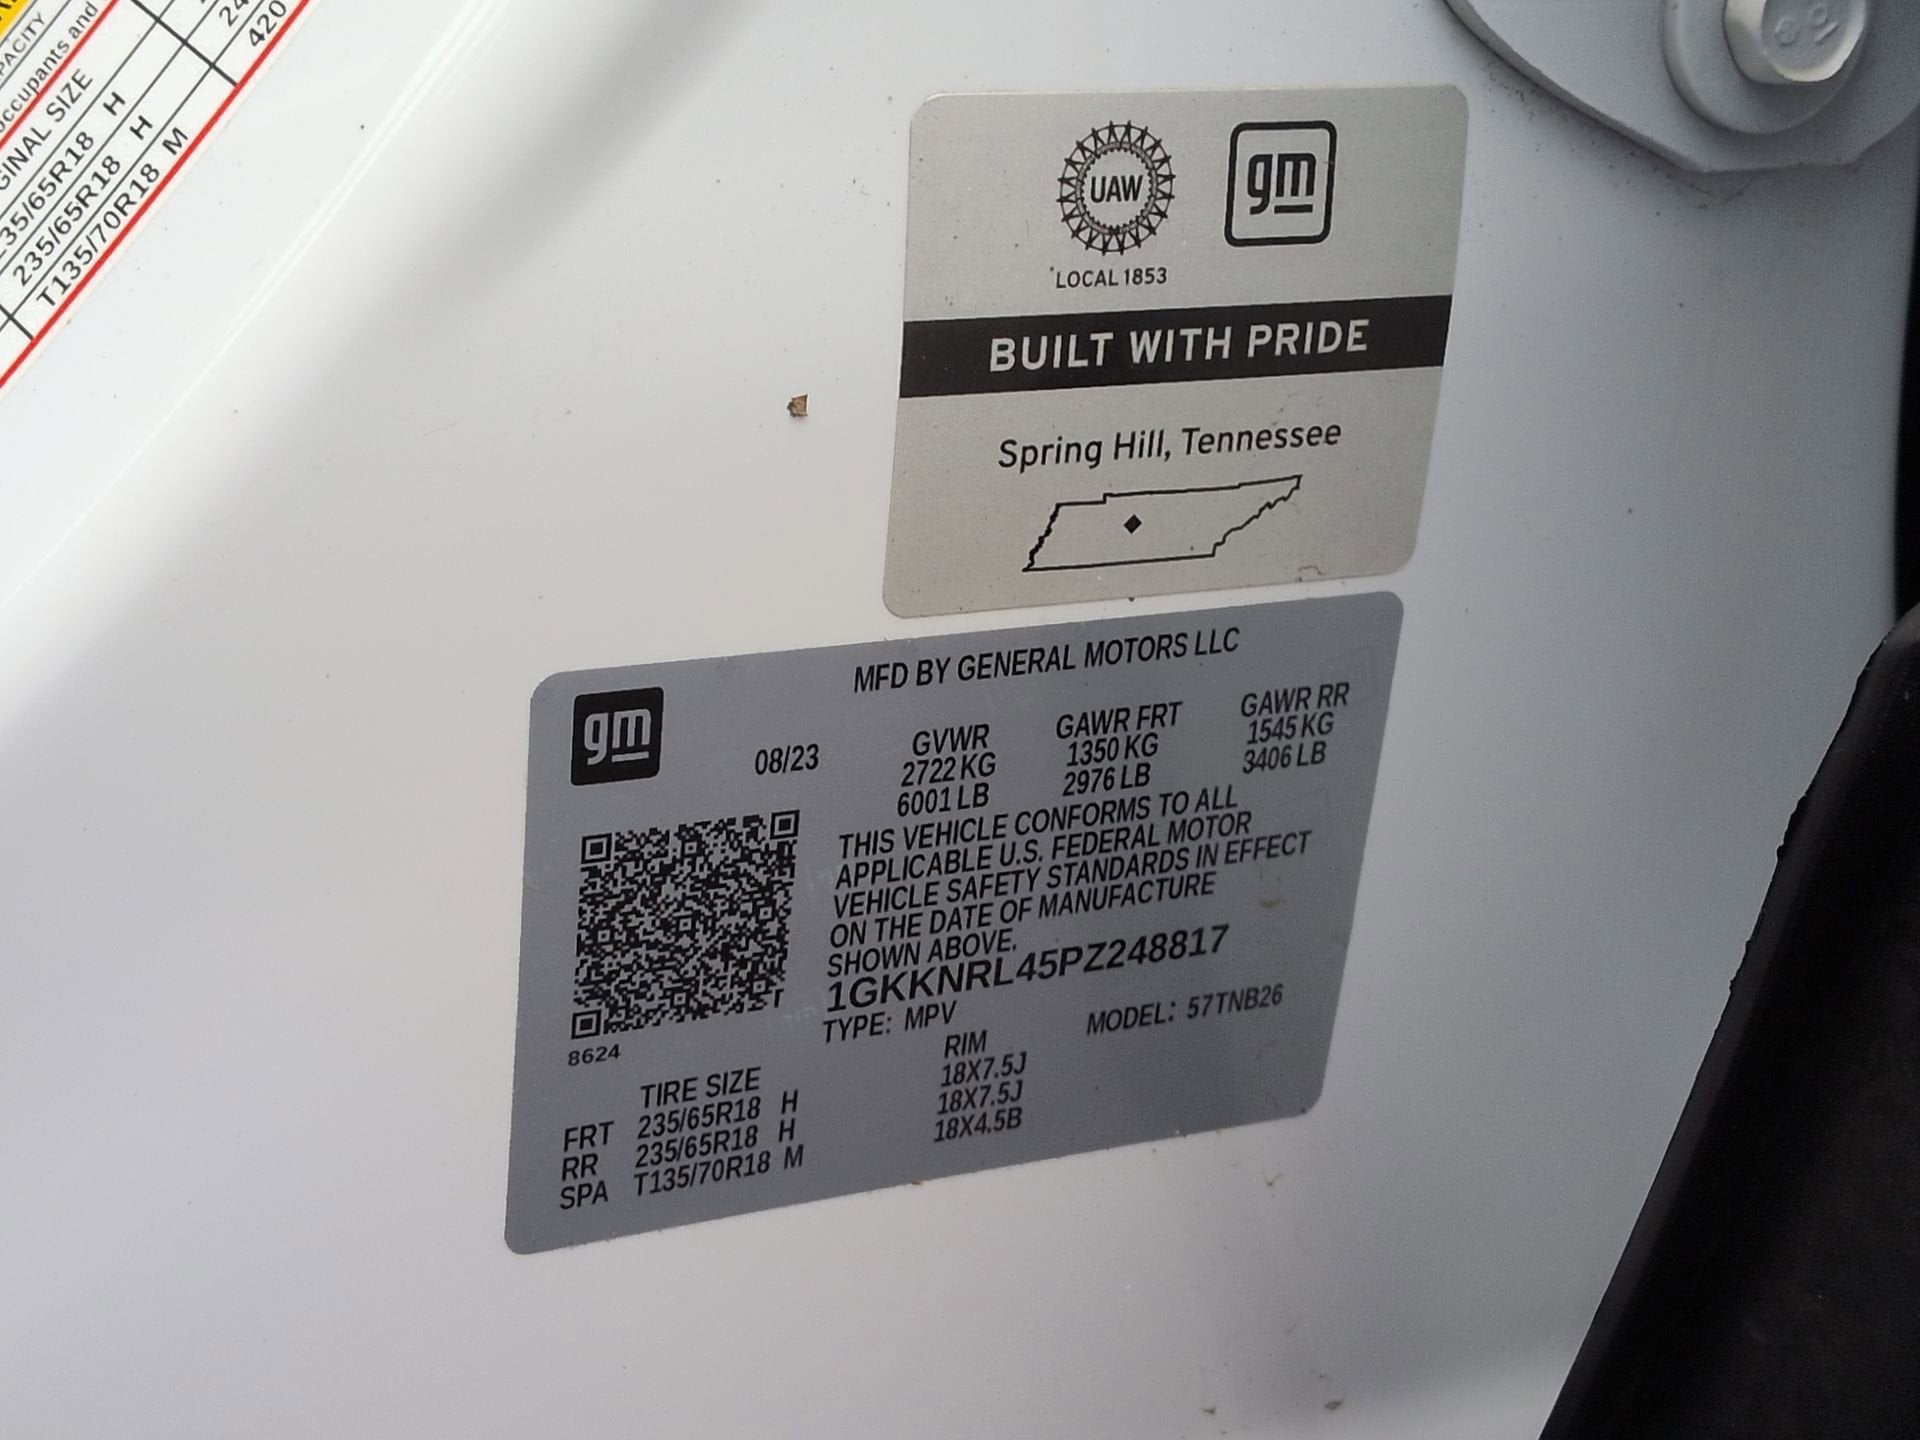 PACITY
occupants and
GINAL SIZE
235/65R18 H
235/65R18 H
T135/70R18 M
24
420
UAW
gm
LOCAL 1853
BUILT WITH PRIDE
Spring Hill, Tennessee
MFD BY GENERAL MOTORS LLC
gm
08/23
GVWR
2722 KG
6001 LB
GAWR FRT
1350 KG
2976 LB
GAWR RR
1545 KG
3406 LB
THIS VEHICLE CONFORMS TO ALL
APPLICABLE U.S. FEDERAL MOTOR
VEHICLE SAFETY STANDARDS IN EFFECT
ON THE DATE OF MANUFACTURE
SHOWN ABOVE.
1GKKNRL45PZ248817
TYPE: MPV MODEL: 57TNB26
8624
TIRE SIZE RIM
FRT 235/65R18 H 18X7.5J
RR 235/65R18 H 18X7.5J
SPA T135/70R18 M 18X4.5B